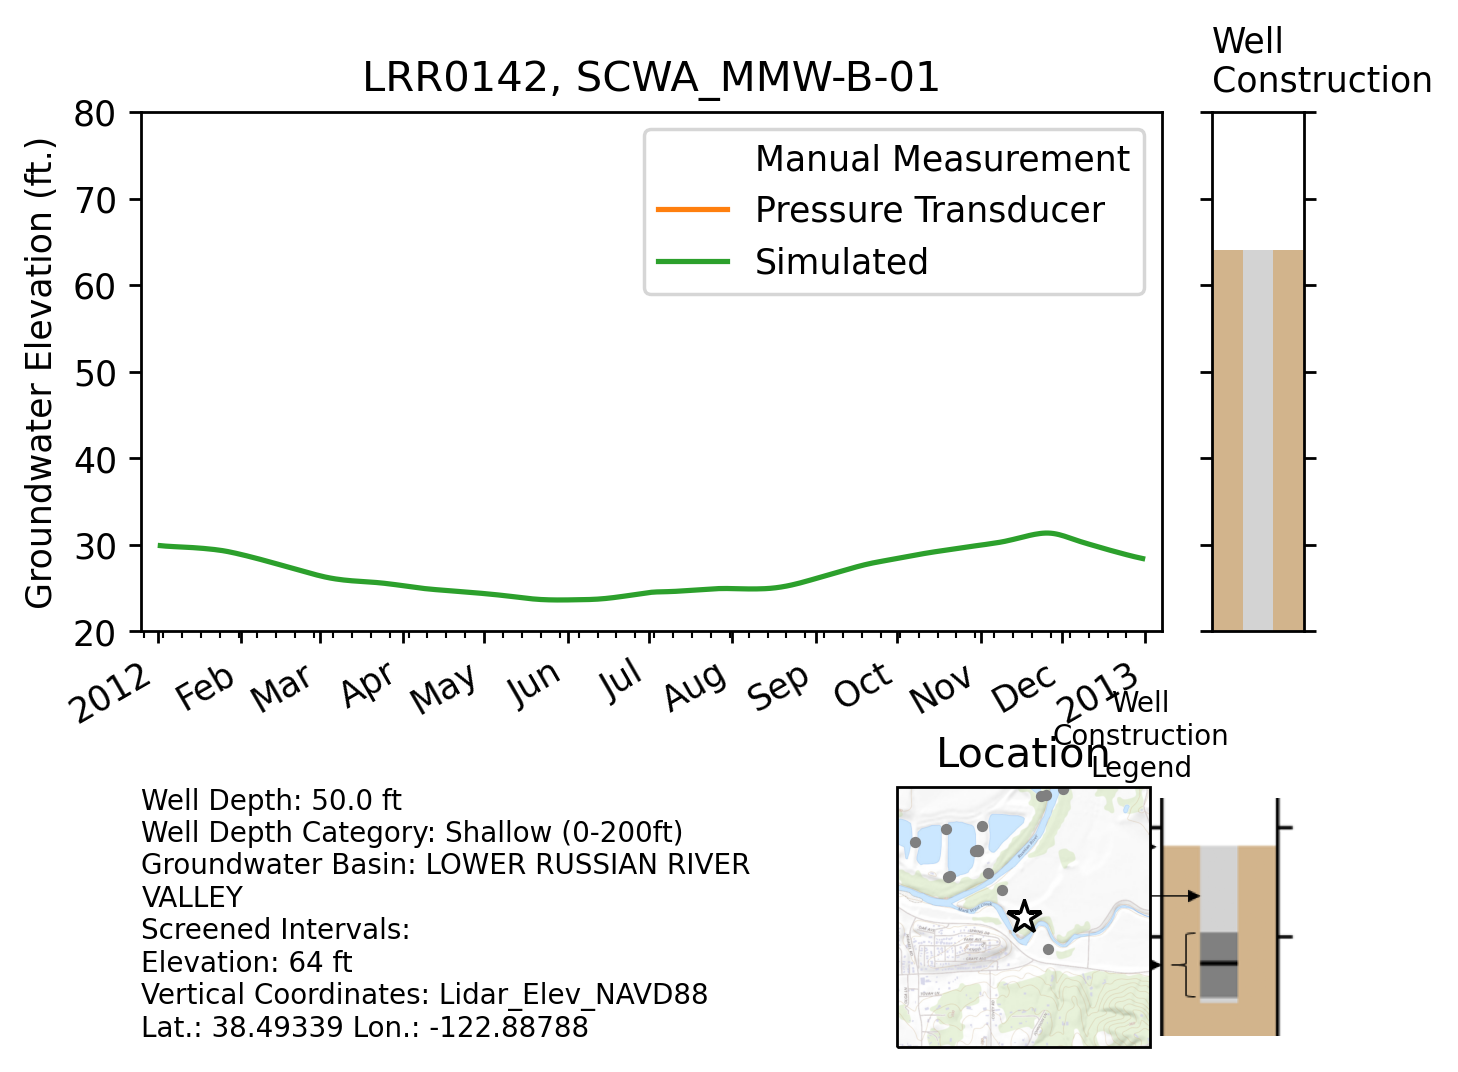 Well
Construction
LRR0142, SCWA_MMW-B-01
Groundwater Elevation (ft.)
80
70
60
50
40
30
20
Manual Measurement
Pressure Transducer
Simulated
2012
Feb
Mar
Apr
May
Jun
Jul
Aug
Sep
Oct
Nov
Dec
2013
Well
Construction
Legend
Location
Well Depth: 50.0 ft
Well Depth Category: Shallow (0-200ft)
Groundwater Basin: LOWER RUSSIAN RIVER
VALLEY
Screened Intervals:
Elevation: 64 ft
Vertical Coordinates: Lidar_Elev_NAVD88
Lat.: 38.49339 Lon.: -122.88788